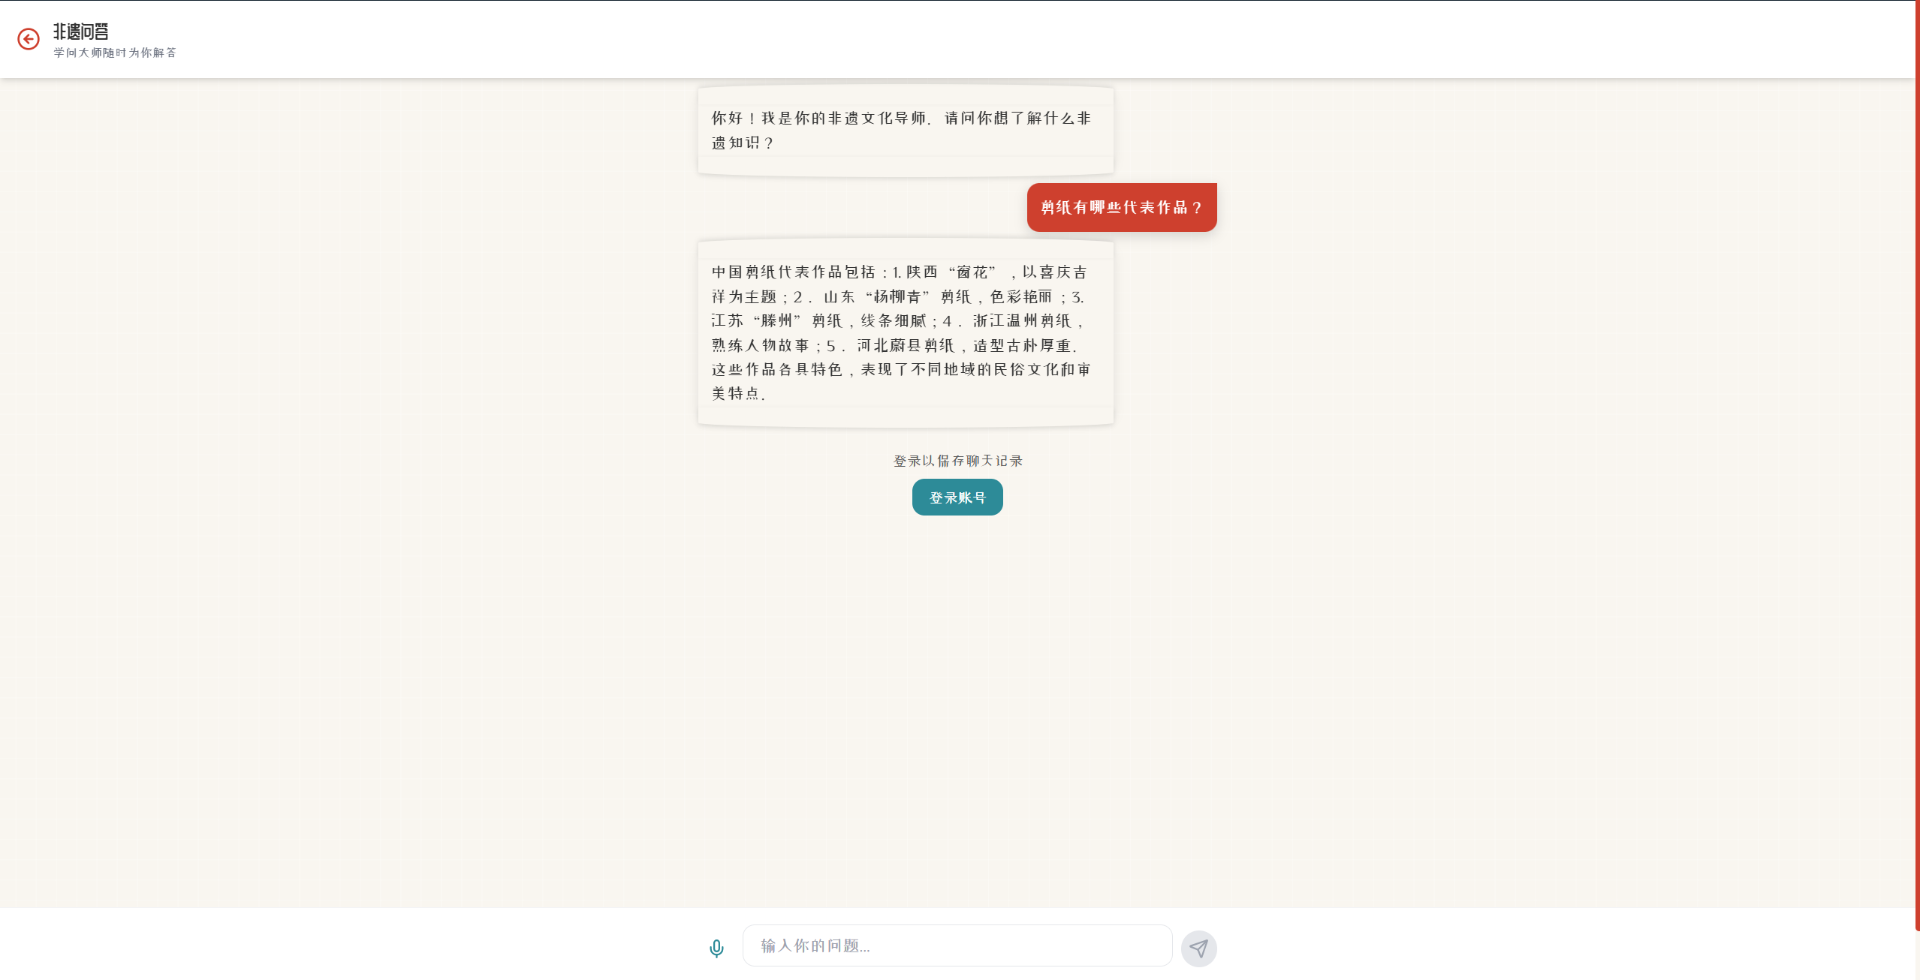 非遗问答
学问大师随时为你解答
你好！我是你的非遗文化导师。请问你想了解什么非
遗知识？
剪纸有哪些代表作品？
中国剪纸代表作品包括：1. 陕西“窗花”，以喜庆吉
祥为主题；2．山东“杨柳青”剪纸，色彩艳丽；3.
江苏“滕州”剪纸，线条细腻；4．浙江温州剪纸，
熟练人物故事；5．河北蔚县剪纸，造型古朴厚重。
这些作品各具特色，表现了不同地域的民俗文化和审
美特点。
登录以保存聊天记录
登录账号
输入你的问题...